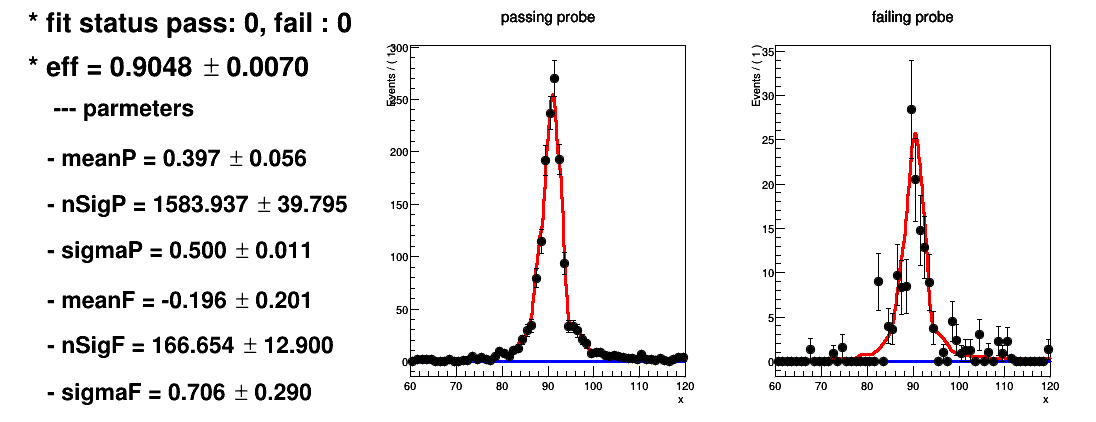 * fit status pass: 0, fail : 0
* eff = 0.9048 ± 0.0070
--- parmeters
- meanP = 0.397 ± 0.056
- nSigP = 1583.937 ± 39.795
- sigmaP = 0.500 ± 0.011
- meanF = -0.196 ± 0.201
- nSigF = 166.654 ± 12.900
- sigmaF = 0.706 ± 0.290
passing probe
Events / ( 1 )
300
250
200
150
100
50
0
60 70 80 90 100 110 120
x
failing probe
Events / ( 1 )
35
30
25
20
15
10
5
0
60 70 80 90 100 110 120
x